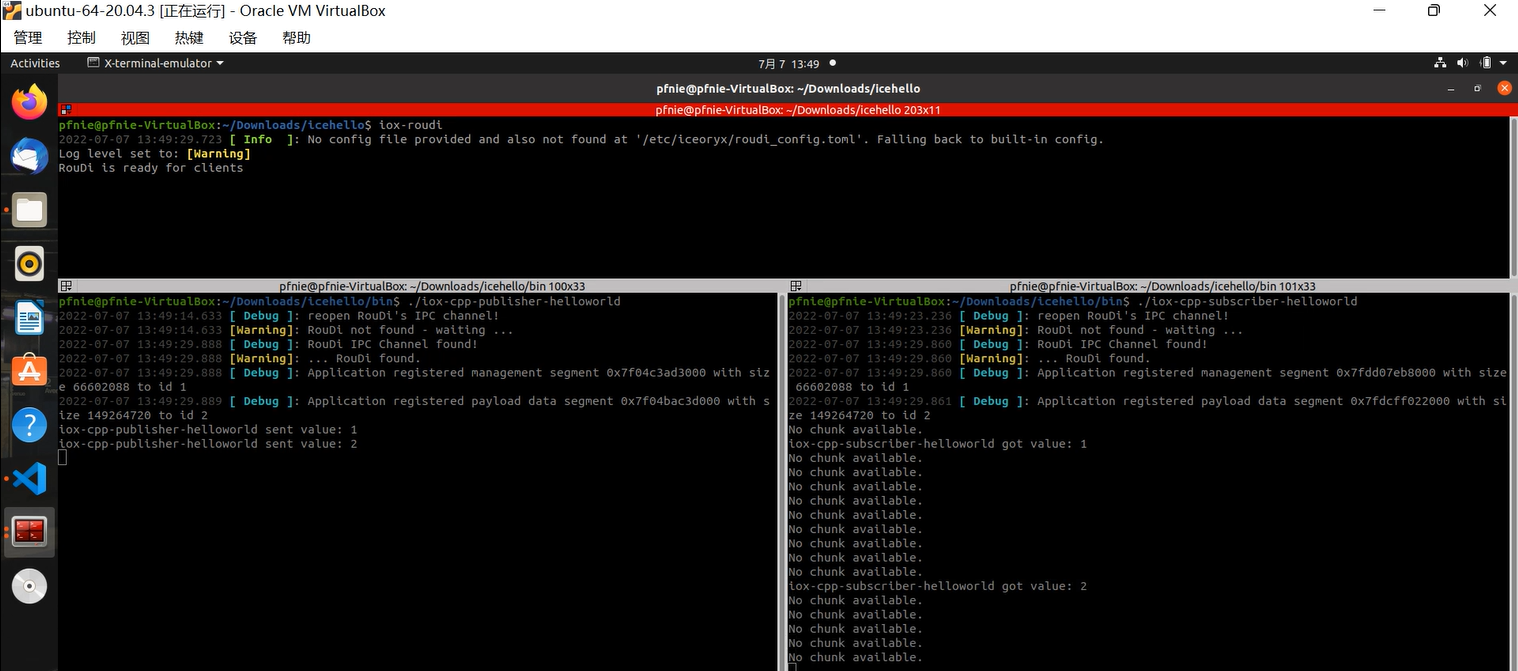 ubuntu-64-20.04.3 [正在运行] - Oracle VM VirtualBox
管理 控制 视图 热键 设备 帮助
Activities X-terminal-emulator 7月 7 13:49
pfnie@pfnie-VirtualBox: ~/Downloads/icehello
pfnie@pfnie-VirtualBox: ~/Downloads/icehello 203x11
pfnie@pfnie-VirtualBox:~/Downloads/icehello$ iox-roudi
2022-07-07 13:49:29.723 [ Info  ]: No config file provided and also not found at '/etc/iceoryx/roudi_config.toml'. Falling back to built-in config.
Log level set to: [Warning]
RouDi is ready for clients
pfnie@pfnie-VirtualBox: ~/Downloads/icehello/bin 100x33
pfnie@pfnie-VirtualBox:~/Downloads/icehello/bin$ ./iox-cpp-publisher-helloworld
2022-07-07 13:49:14.633 [ Debug ]: reopen RouDi's IPC channel!
2022-07-07 13:49:14.633 [Warning]: RouDi not found - waiting ...
2022-07-07 13:49:29.888 [ Debug ]: RouDi IPC Channel found!
2022-07-07 13:49:29.888 [Warning]: ... RouDi found.
2022-07-07 13:49:29.888 [ Debug ]: Application registered management segment 0x7f04c3ad3000 with siz
e 66602088 to id 1
2022-07-07 13:49:29.889 [ Debug ]: Application registered payload data segment 0x7f04bac3d000 with s
ize 149264720 to id 2
iox-cpp-publisher-helloworld sent value: 1
iox-cpp-publisher-helloworld sent value: 2
pfnie@pfnie-VirtualBox: ~/Downloads/icehello/bin 101x33
pfnie@pfnie-VirtualBox:~/Downloads/icehello/bin$ ./iox-cpp-subscriber-helloworld
2022-07-07 13:49:23.236 [ Debug ]: reopen RouDi's IPC channel!
2022-07-07 13:49:23.236 [Warning]: RouDi not found - waiting ...
2022-07-07 13:49:29.860 [ Debug ]: RouDi IPC Channel found!
2022-07-07 13:49:29.860 [Warning]: ... RouDi found.
2022-07-07 13:49:29.860 [ Debug ]: Application registered management segment 0x7fdd07eb8000 with size
 66602088 to id 1
2022-07-07 13:49:29.861 [ Debug ]: Application registered payload data segment 0x7fdcff022000 with si
ze 149264720 to id 2
No chunk available.
iox-cpp-subscriber-helloworld got value: 1
No chunk available.
No chunk available.
No chunk available.
No chunk available.
No chunk available.
No chunk available.
No chunk available.
No chunk available.
No chunk available.
iox-cpp-subscriber-helloworld got value: 2
No chunk available.
No chunk available.
No chunk available.
No chunk available.
No chunk available.